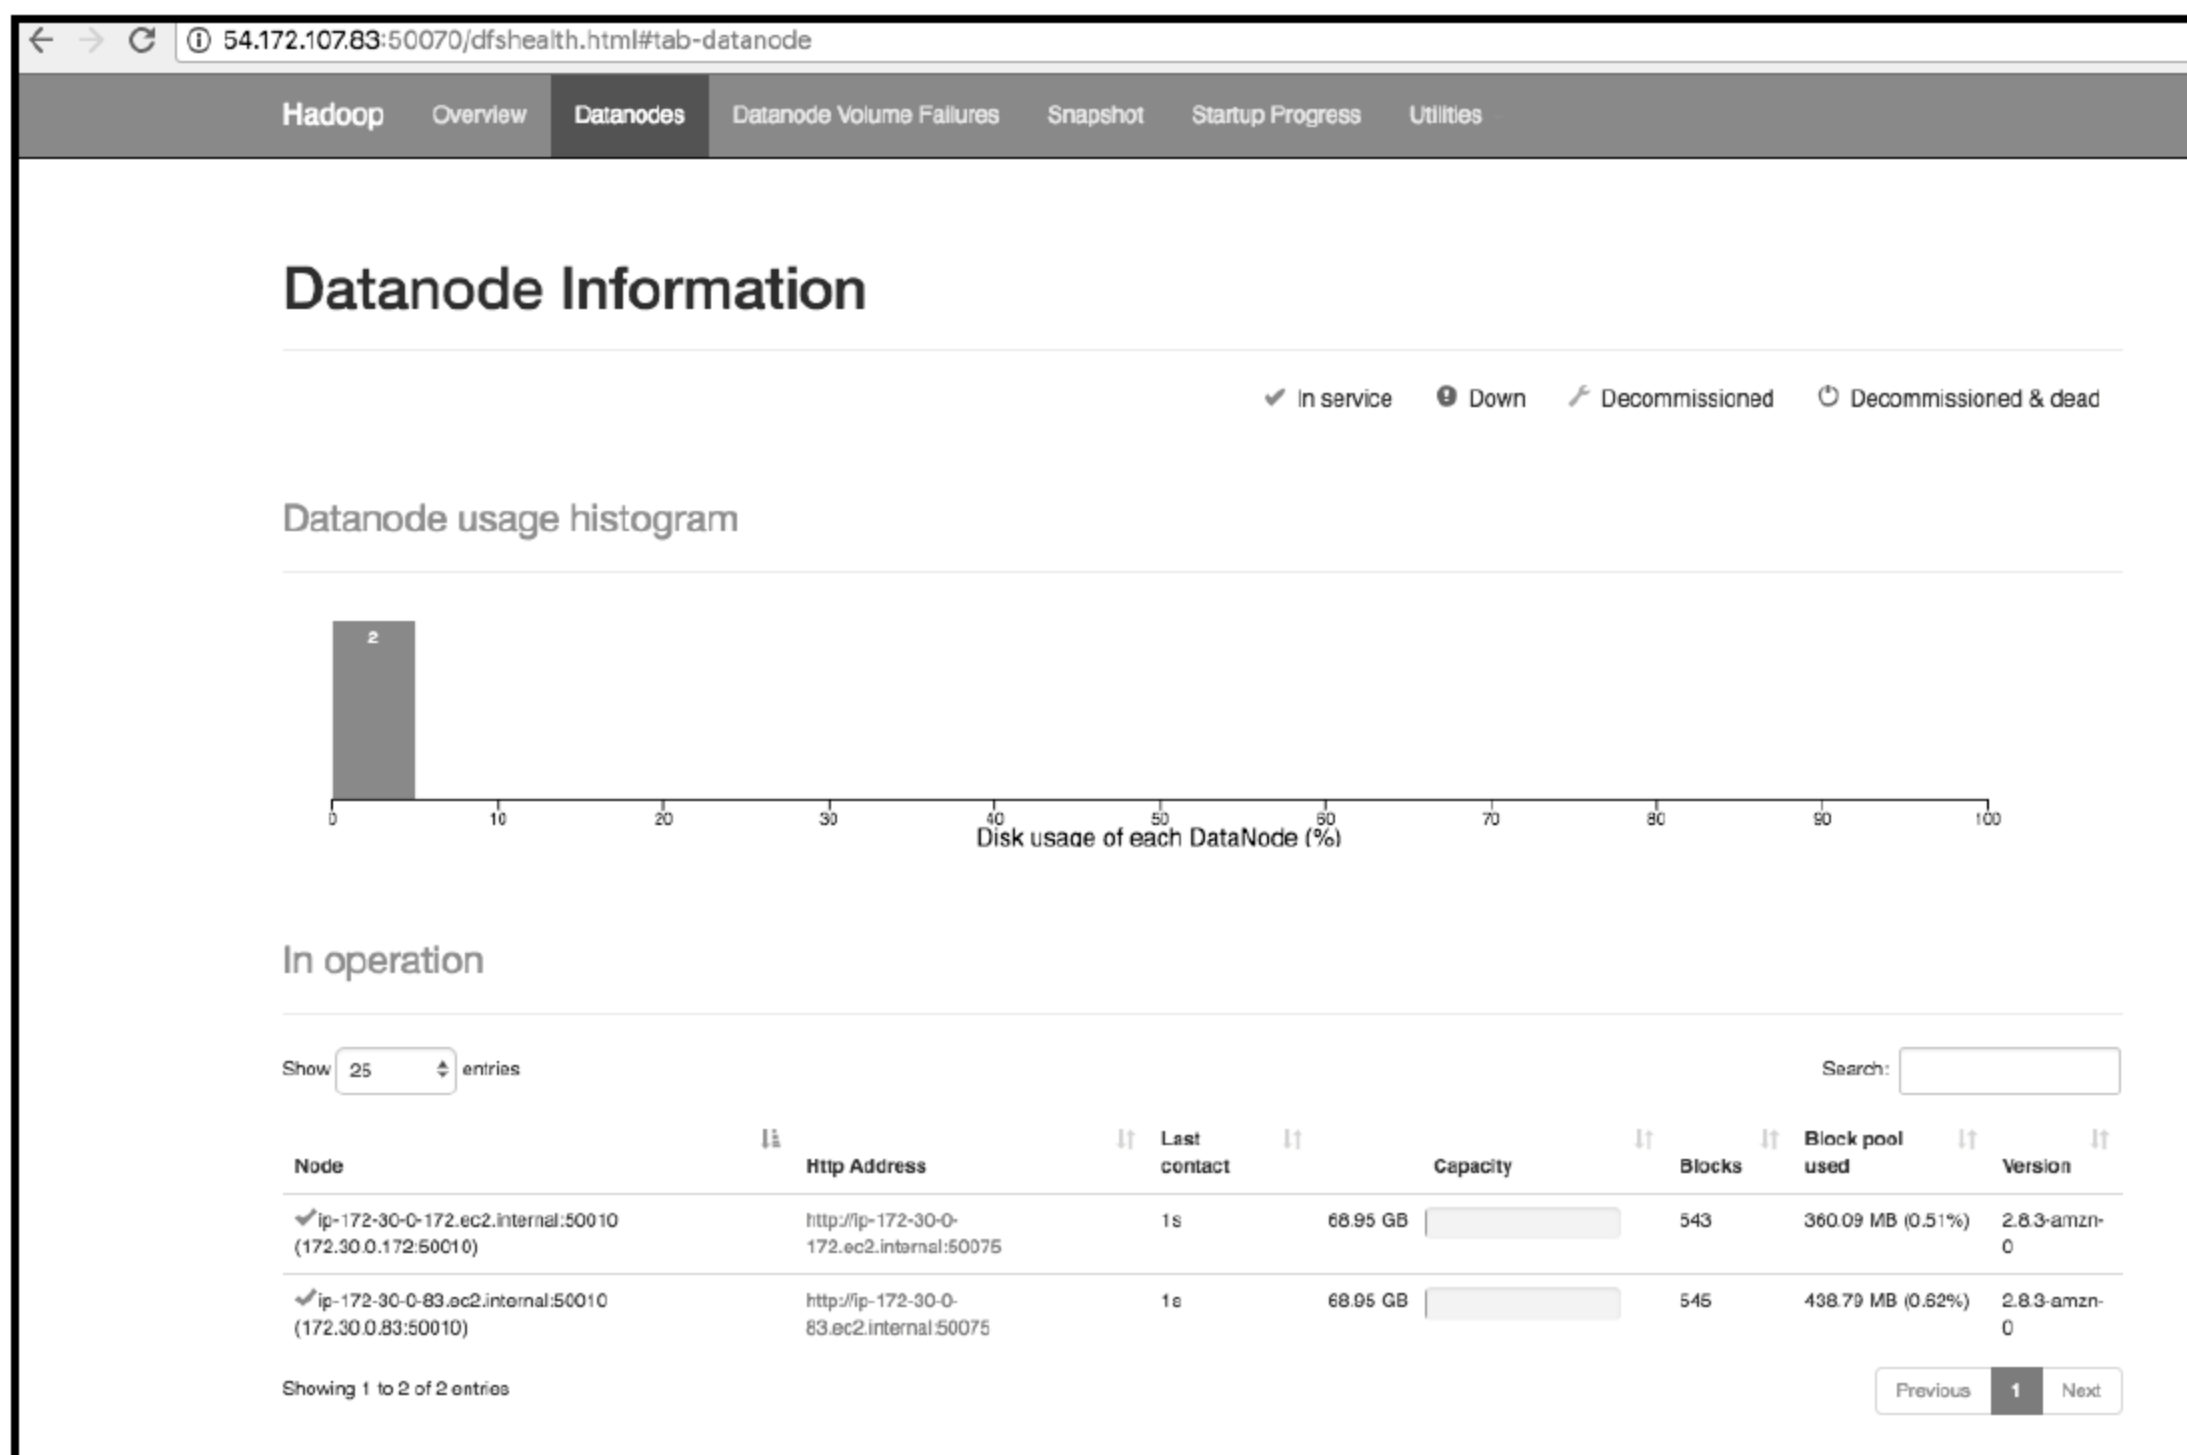 54.172.107.83:50070/dfshealth.html#tab-datanode
Hadoop Overview Datanodes Datanode Volume Failures Snapshot Startup Progress Utilities
Datanode Information
In service Down Decommissioned Decommissioned & dead
Datanode usage histogram
2
0 10 20 30 40 50 60 70 80 90 100
Disk usage of each DataNode (%)
In operation
Show 25 entries Search:
Node Http Address Last contact Capacity Blocks Block pool used Version
ip-172-30-0-172.ec2.internal:50010 http://ip-172-30-0- 1s 68.95 GB 543 360.09 MB (0.51%) 2.8.3-amzn-
(172.30.0.172:50010) 172.ec2.internal:50075 0
ip-172-30-0-83.ec2.internal:50010 http://ip-172-30-0- 1s 68.95 GB 545 438.79 MB (0.62%) 2.8.3-amzn-
(172.30.0.83:50010) 83.ec2.internal:50075 0
Showing 1 to 2 of 2 entries Previous 1 Next